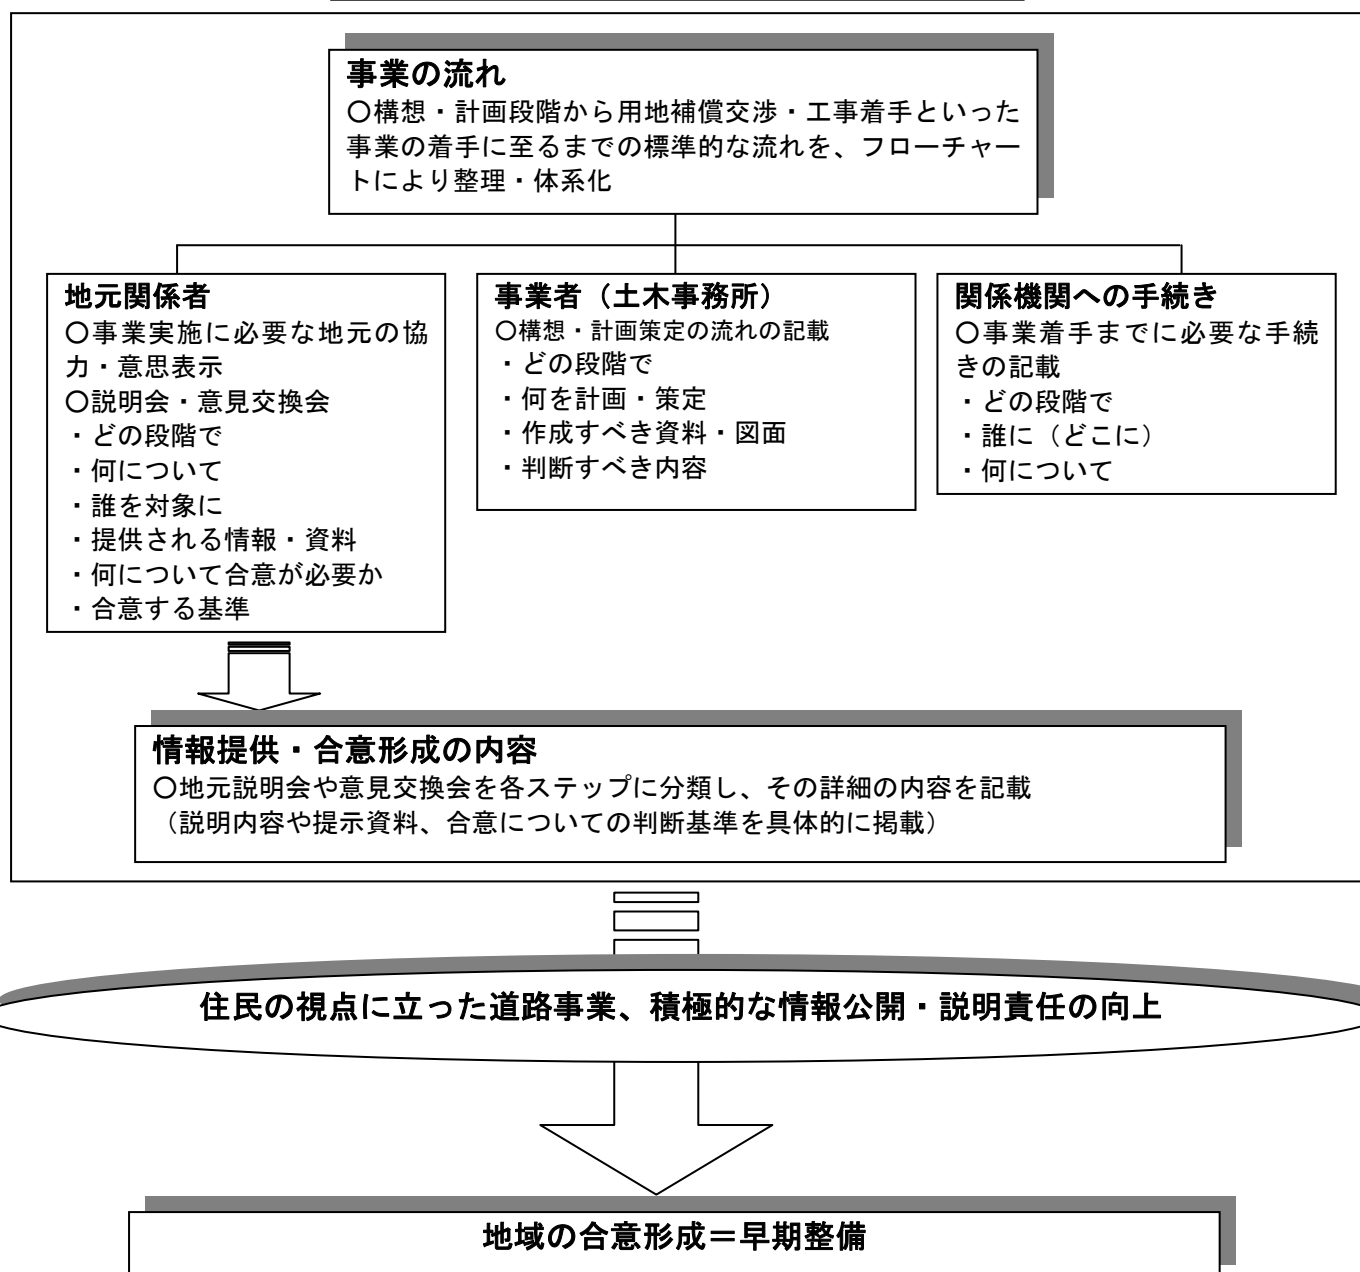 事業の流れ
〇構想・計画段階から用地補償交渉・工事着手といった
事業の着手に至るまでの標準的な流れを、フローチャー
トにより整理・体系化
地元関係者
〇事業実施に必要な地元の協
力・意思表示
〇説明会・意見交換会
・どの段階で
・何について
・誰を対象に
・提供される情報・資料
・何について合意が必要か
・合意する基準
事業者（土木事務所）
〇構想・計画策定の流れの記載
・どの段階で
・何を計画・策定
・作成すべき資料・図面
・判断すべき内容
関係機関への手続き
〇事業着手までに必要な手続
きの記載
・どの段階で
・誰に（どこに）
・何について
情報提供・合意形成の内容
〇地元説明会や意見交換会を各ステップに分類し、その詳細の内容を記載
（説明内容や提示資料、合意についての判断基準を具体的に掲載）
住民の視点に立った道路事業、積極的な情報公開・説明責任の向上
地域の合意形成＝早期整備